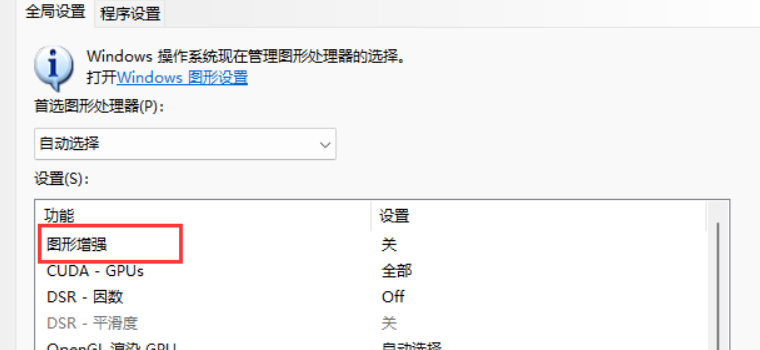 全局设置 程序设置
Windows 操作系统现在管理图形处理器的选择。
打开Windows 图形设置
首选图形处理器(P):
自动选择
设置(S):
功能 设置
图形增强 关
CUDA - GPUs 全部
DSR - 因数 Off
DSR - 平滑度 关
OpenGL 渲染 GPU 自动选择